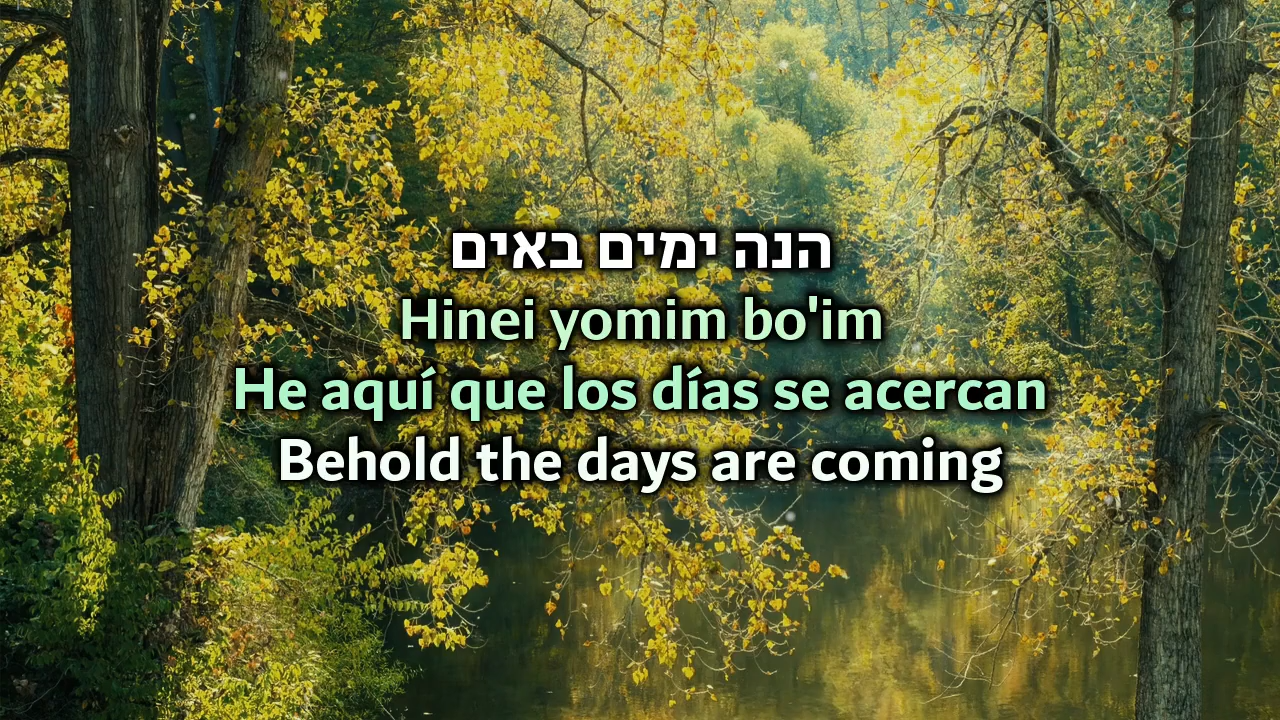 הנה ימים באים
Hinei yomim bo'im
He aquí que los días se acercan
Behold the days are coming